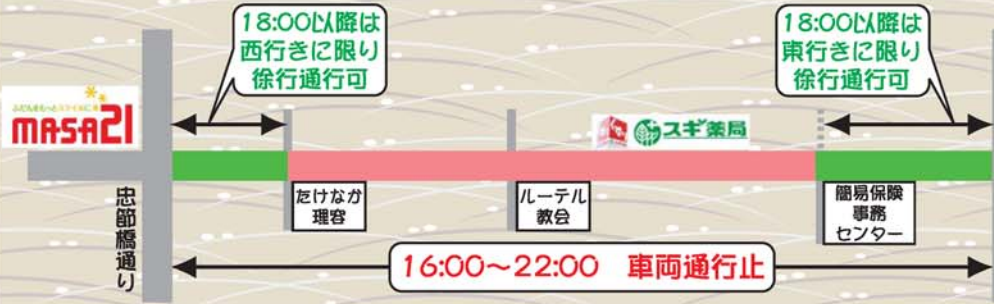 18:00以降は
西行きに限り
徐行通行可
18:00以降は
東行きに限り
徐行通行可
ふだんをもっとスマイルに
MASA21
スギ薬局
忠節橋通り
たけなか
理容
ルーテル
教会
簡易保険
事務
センター
16:00～22:00 車両通行止